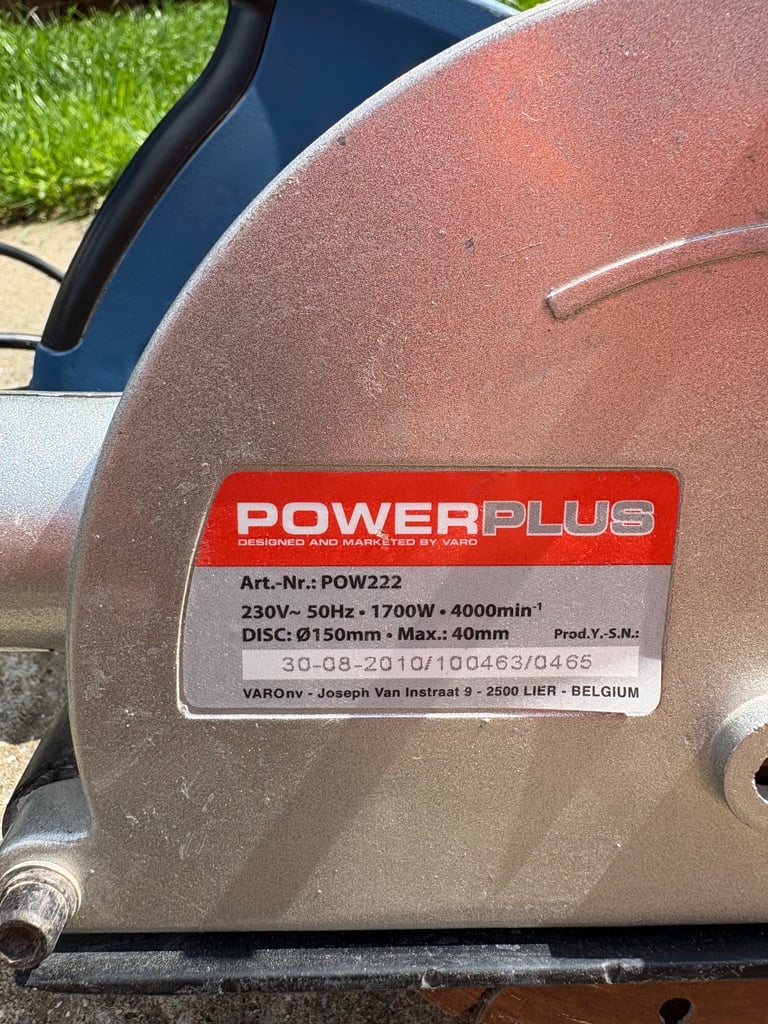 POWERPLUS
DESIGNED AND MARKETED BY VARO
Art.-Nr.: POW222
230V~ 50Hz • 1700W • 4000min⁻¹
DISC: Ø150mm • Max.: 40mm Prod.Y.-S.N.:
30-08-2010/100463/0465
VAROnv - Joseph Van Instraat 9 - 2500 LIER - BELGIUM